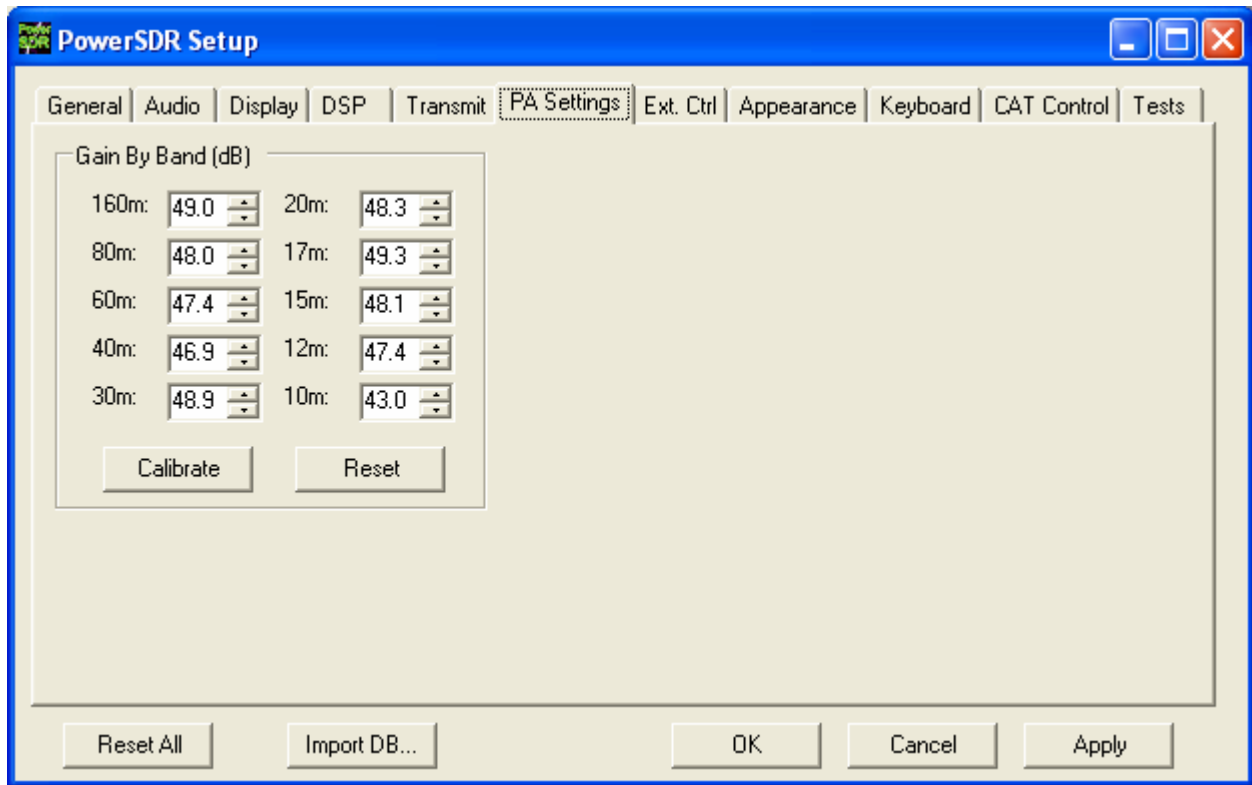 Power SDR
PowerSDR Setup
General Audio Display DSP Transmit PA Settings Ext. Ctrl Appearance Keyboard CAT Control Tests
Gain By Band (dB)
160m: 49.0 20m: 48.3
80m: 48.0 17m: 49.3
60m: 47.4 15m: 48.1
40m: 46.9 12m: 47.4
30m: 48.9 10m: 43.0
Calibrate Reset
Reset All Import DB... OK Cancel Apply